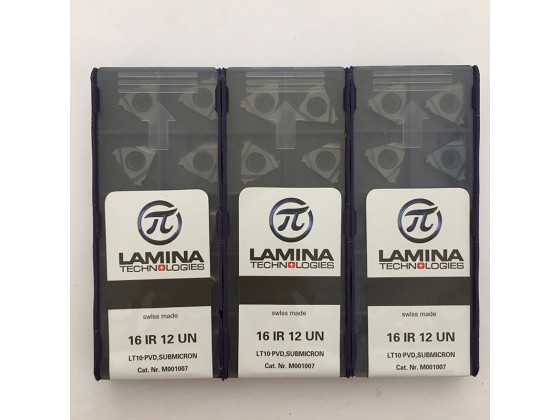 π
LAMINA
TECHNOLOGIES
swiss made
16 IR 12 UN
LT10-PVD,SUBMICRON
Cat. Nr. M001007
π
LAMINA
TECHNOLOGIES
swiss made
16 IR 12 UN
LT10-PVD,SUBMICRON
Cat. Nr. M001007
π
LAMINA
TECHNOLOGIES
swiss made
16 IR 12 UN
LT10-PVD,SUBMICRON
Cat. Nr. M001007